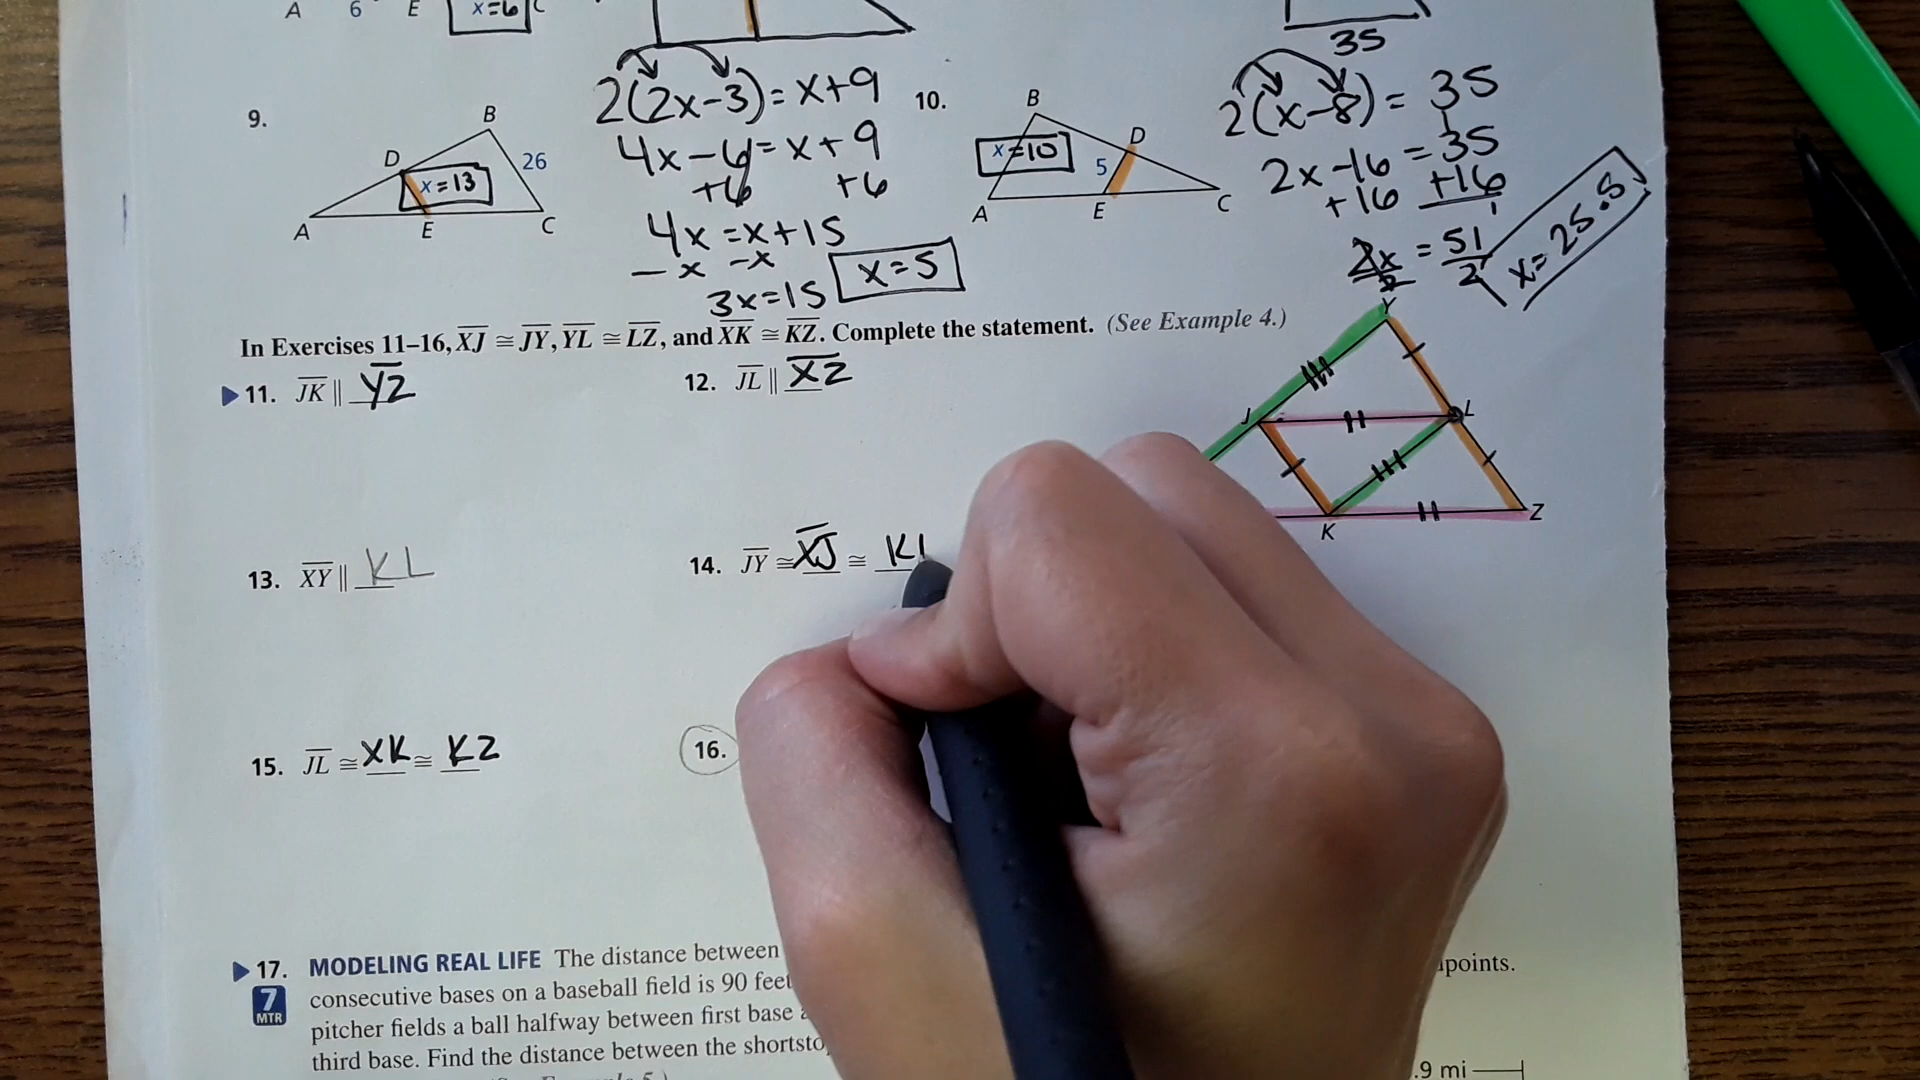 A 6 E x=6 C
35
9.
B
D
26
x=13
A E C
2(2x-3)=x+9
4x-6=x+9
+6 +6
4x=x+15
-x -x
3x=15
x=5
10.
B
D
x=10
5
A E C
2(x-8)=35
2x-16=35
+16 +16
2x/2=51/2
x=25.5
In Exercises 11–16, XJ ≅ JY, YL ≅ LZ, and XK ≅ KZ. Complete the statement. (See Example 4.)
11. JK || YZ
12. JL || XZ
Y
J L
K Z
13. XY || KL
14. JY ≅ XJ ≅ K
15. JL ≅ XK ≅ KZ
16.
17. MODELING REAL LIFE The distance between
7 MTR
consecutive bases on a baseball field is 90 feet
pitcher fields a ball halfway between first base
third base. Find the distance between the
points.
.9 mi